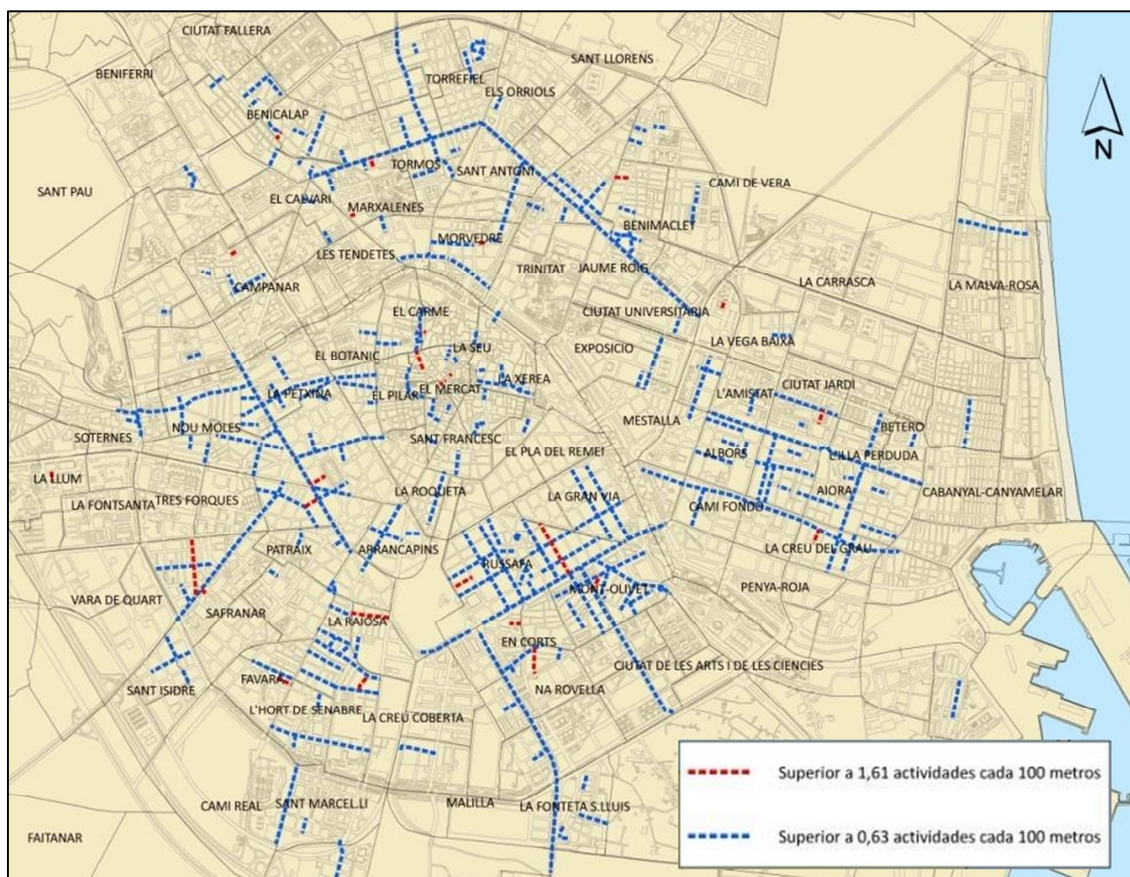 CIUTAT FALLERA
SANT LLORENS
BENIFERRI
TORREFIEL
ELS ORRIOLS
BENICALAP
TORMOS
SANT ANTONI
SANT PAU
CAMI DE VERA
EL CALVARI
MARXALENES
BENIMACLET
MORVEDRE
LES TENDETES
TRINITAT
JAUME ROIG
LA CARRASCA
CAMPANAR
LA MALVA-ROSA
EL CARME
CIUTAT UNIVERSITARIA
LA SEU
EXPOSICIO
LA VEGA BAIXA
EL BOTANIC
LA XEREA
CIUTAT JARDI
LA PETXINA
EL PILAR
EL MERCAT
L'AMISTAT
MESTALLA
BETERO
NOU MOLES
SOTERNES
SANT FRANCESC
EL PLA DEL REMEI
ALBORS
L'ILLA PERDUDA
LA LLUM
LA ROQUETA
LA GRAN VIA
AIORA
CABANYAL-CANYAMELAR
LA FONTSANTA
TRES FORQUES
CAMI FONDO
PATRAIX
ARRANCAPINS
LA CREU DEL GRAU
RUSSAFA
VARA DE QUART
MONT-OLIVET
PENYA-ROJA
SAFRANAR
LA RAIOSA
EN CORTS
CIUTAT DE LES ARTS I DE LES CIENCIES
FAVARA
SANT ISIDRE
NA ROVELLA
L'HORT DE SENABRE
LA CREU COBERTA
CAMI REAL
SANT MARCEL.LI
MALILLA
LA FONTETA S.LLUIS
FAITANAR
N
Superior a 1,61 actividades cada 100 metros
Superior a 0,63 actividades cada 100 metros